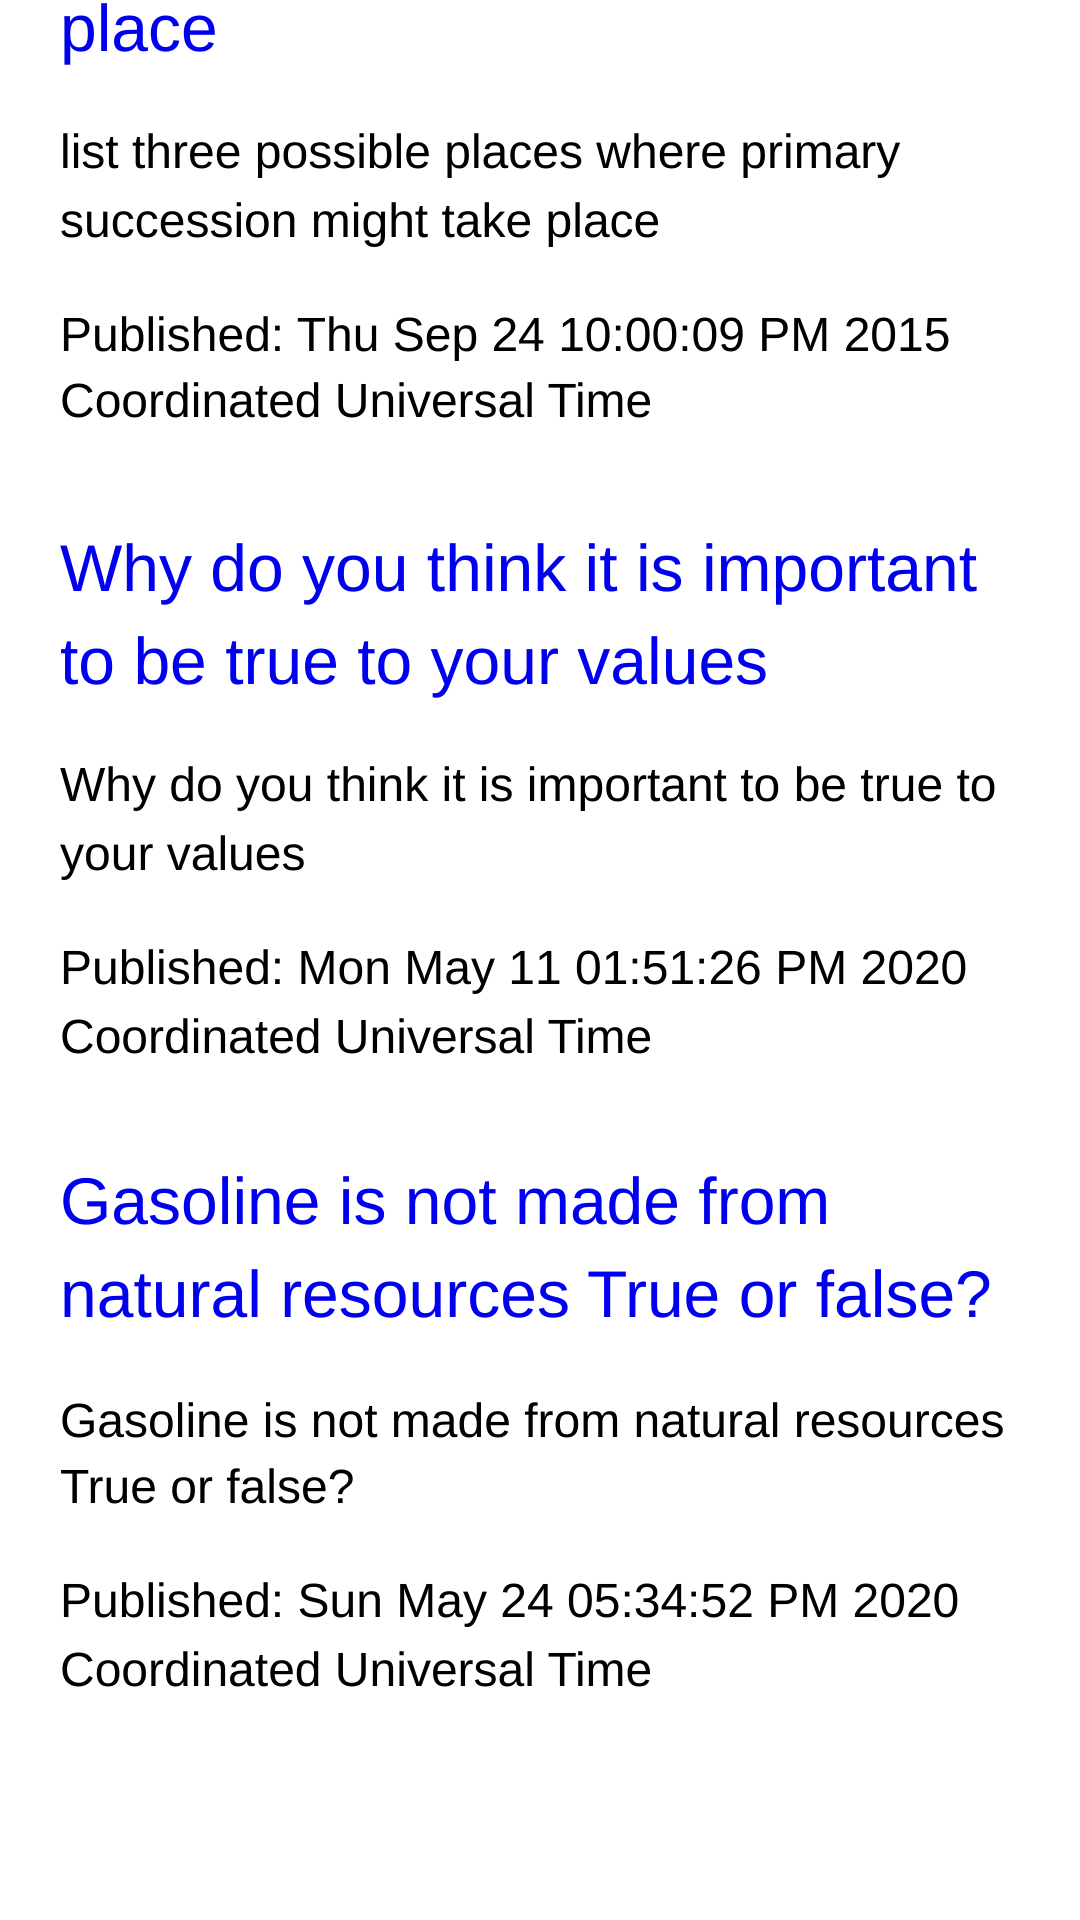 place
list three possible places where primary
succession might take place
Published: Thu Sep 24 10:00:09 PM 2015
Coordinated Universal Time
Why do you think it is important
to be true to your values
Why do you think it is important to be true to
your values
Published: Mon May 11 01:51:26 PM 2020
Coordinated Universal Time
Gasoline is not made from
natural resources True or false?
Gasoline is not made from natural resources
True or false?
Published: Sun May 24 05:34:52 PM 2020
Coordinated Universal Time